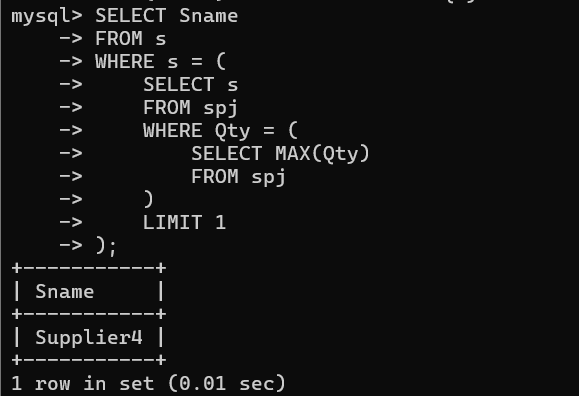 mysql> SELECT Sname
    -> FROM s
    -> WHERE s = (
    ->     SELECT s
    ->     FROM spj
    ->     WHERE Qty = (
    ->         SELECT MAX(Qty)
    ->         FROM spj
    ->     )
    ->     LIMIT 1
    -> );
+-----------+
| Sname     |
+-----------+
| Supplier4 |
+-----------+
1 row in set (0.01 sec)